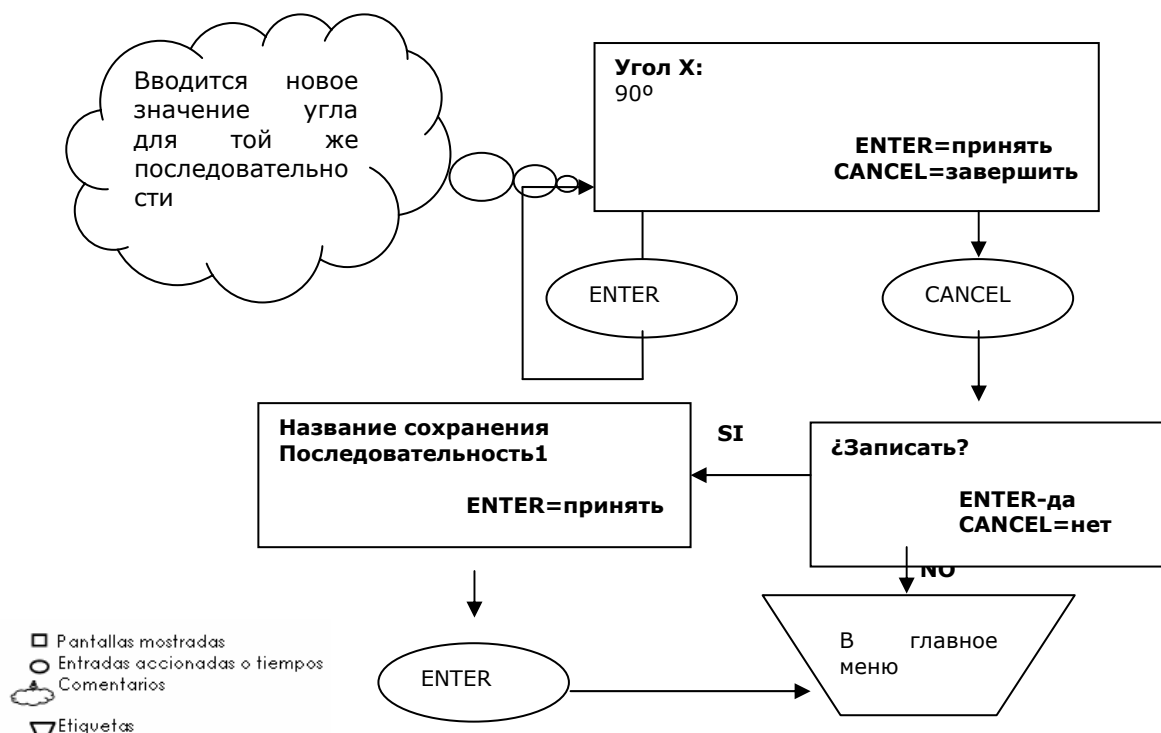 Вводится новое
значение угла
для той же
последовательно
сти
Угол X:
90º
ENTER=принять
CANCEL=завершить
ENTER
CANCEL
Название сохранения
Последовательность1
ENTER=принять
SI
¿Записать?
ENTER-да
CANCEL=нет
NO
В главное
меню
ENTER
Pantallas mostradas
Entradas accionadas o tiempos
Comentarios
Etiquetas